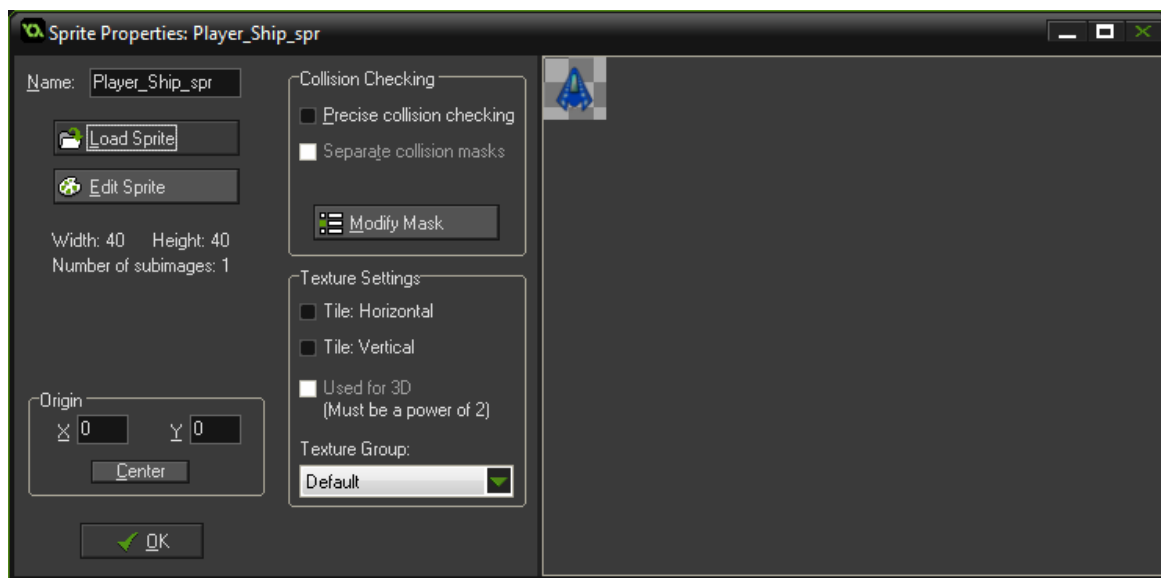 Sprite Properties: Player_Ship_spr
Name: Player_Ship_spr
Load Sprite
Edit Sprite
Width: 40 Height: 40
Number of subimages: 1
Origin
X 0 Y 0
Center
OK
Collision Checking
Precise collision checking
Separate collision masks
Modify Mask
Texture Settings
Tile: Horizontal
Tile: Vertical
Used for 3D
(Must be a power of 2)
Texture Group:
Default